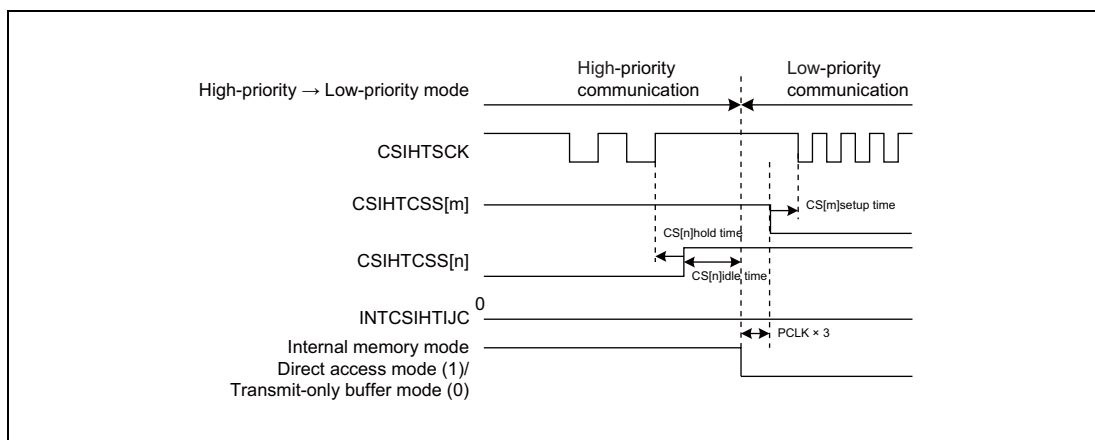 High-priority
communication
Low-priority
communication
High-priority → Low-priority mode
CSIHTSCK
CSIHTCSS[m]
CS[m]setup time
CS[n]hold time
CSIHTCSS[n]
CS[n]idle time
0
INTCSIHTIJC
PCLK × 3
Internal memory mode
Direct access mode (1)/
Transmit-only buffer mode (0)